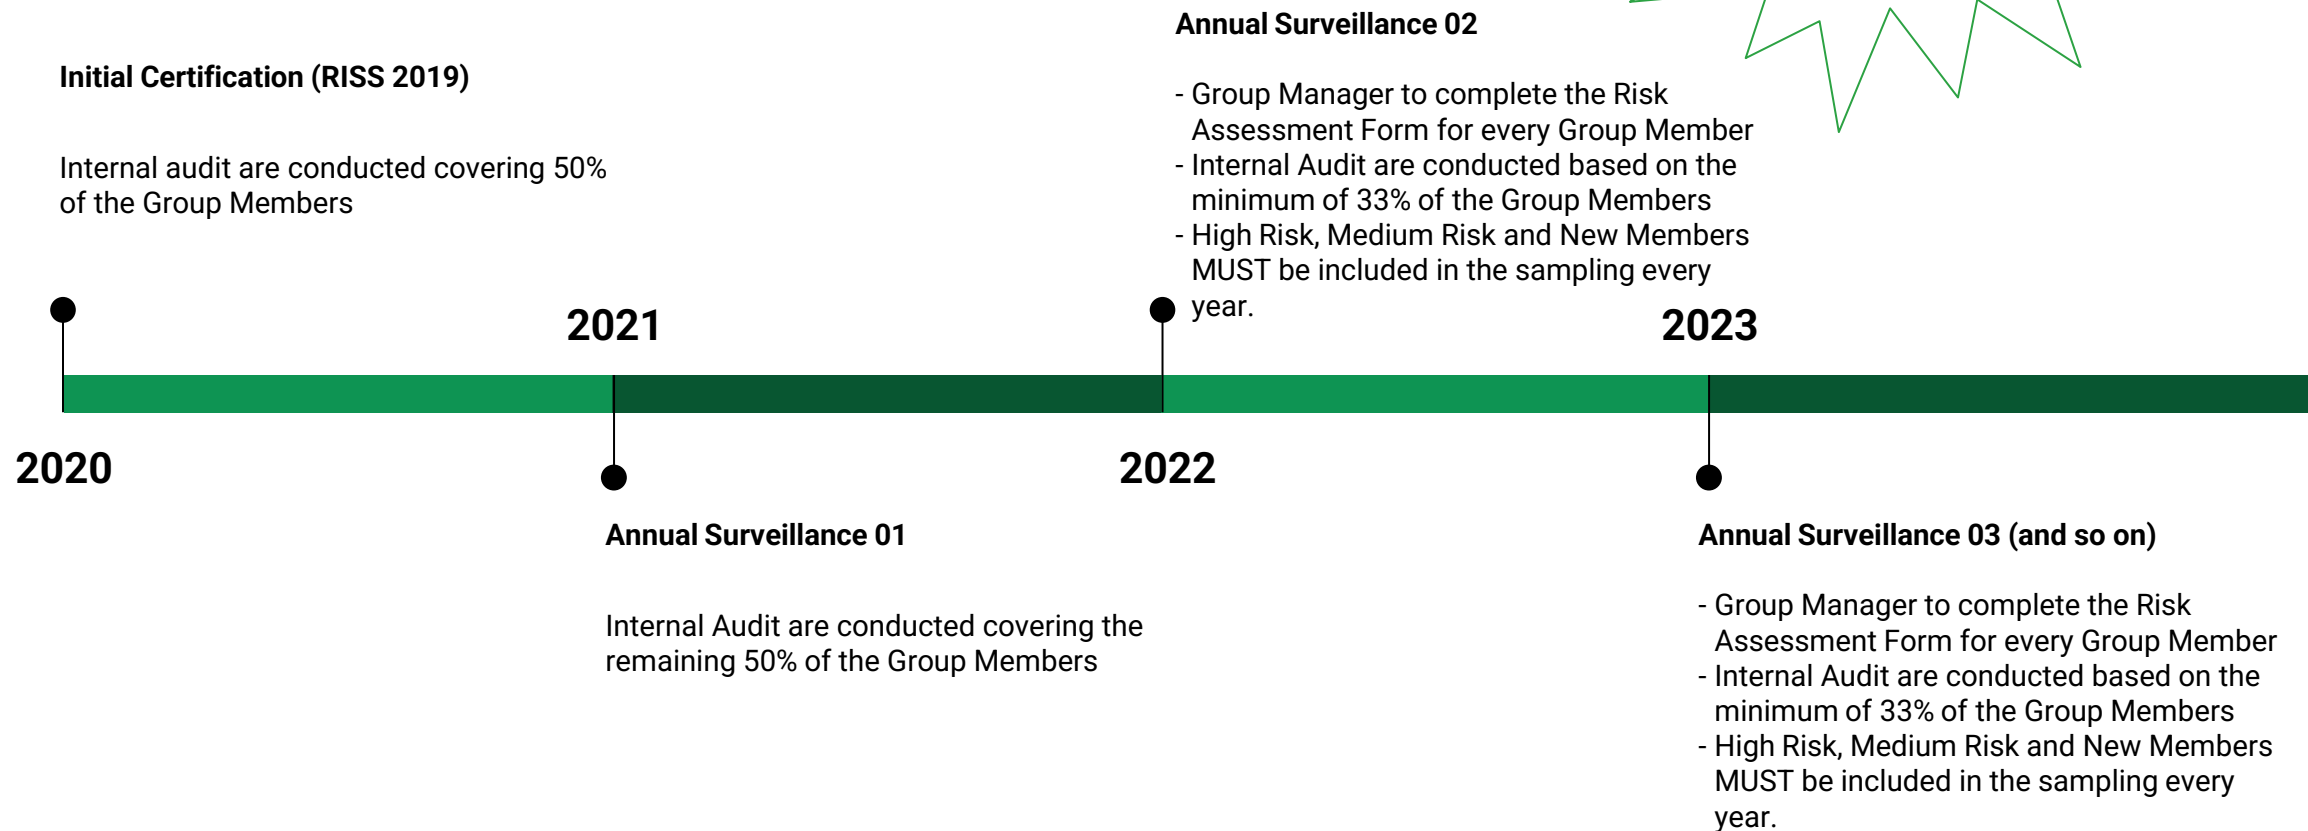 Initial Certification (RISS 2019)
Internal audit are conducted covering 50%
of the Group Members
2020
2021
Annual Surveillance 01
Internal Audit are conducted covering the
remaining 50% of the Group Members
Annual Surveillance 02
- Group Manager to complete the Risk
Assessment Form for every Group Member
- Internal Audit are conducted based on the
minimum of 33% of the Group Members
- High Risk, Medium Risk and New Members
MUST be included in the sampling every
year.
2022
2023
Annual Surveillance 03 (and so on)
- Group Manager to complete the Risk
Assessment Form for every Group Member
- Internal Audit are conducted based on the
minimum of 33% of the Group Members
- High Risk, Medium Risk and New Members
MUST be included in the sampling every
year.